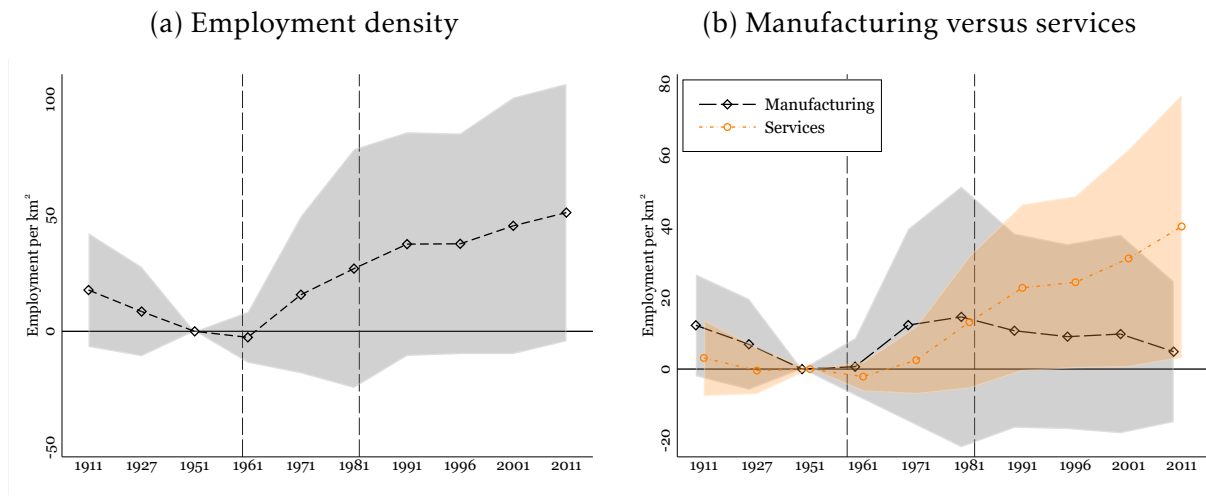 (a) Employment density
Employment per km²
100
50
0
-50
1911 1927 1951 1961 1971 1981 1991 1996 2001 2011
(b) Manufacturing versus services
Employment per km²
80
60
40
20
0
-20
Manufacturing
Services
1911 1927 1951 1961 1971 1981 1991 1996 2001 2011